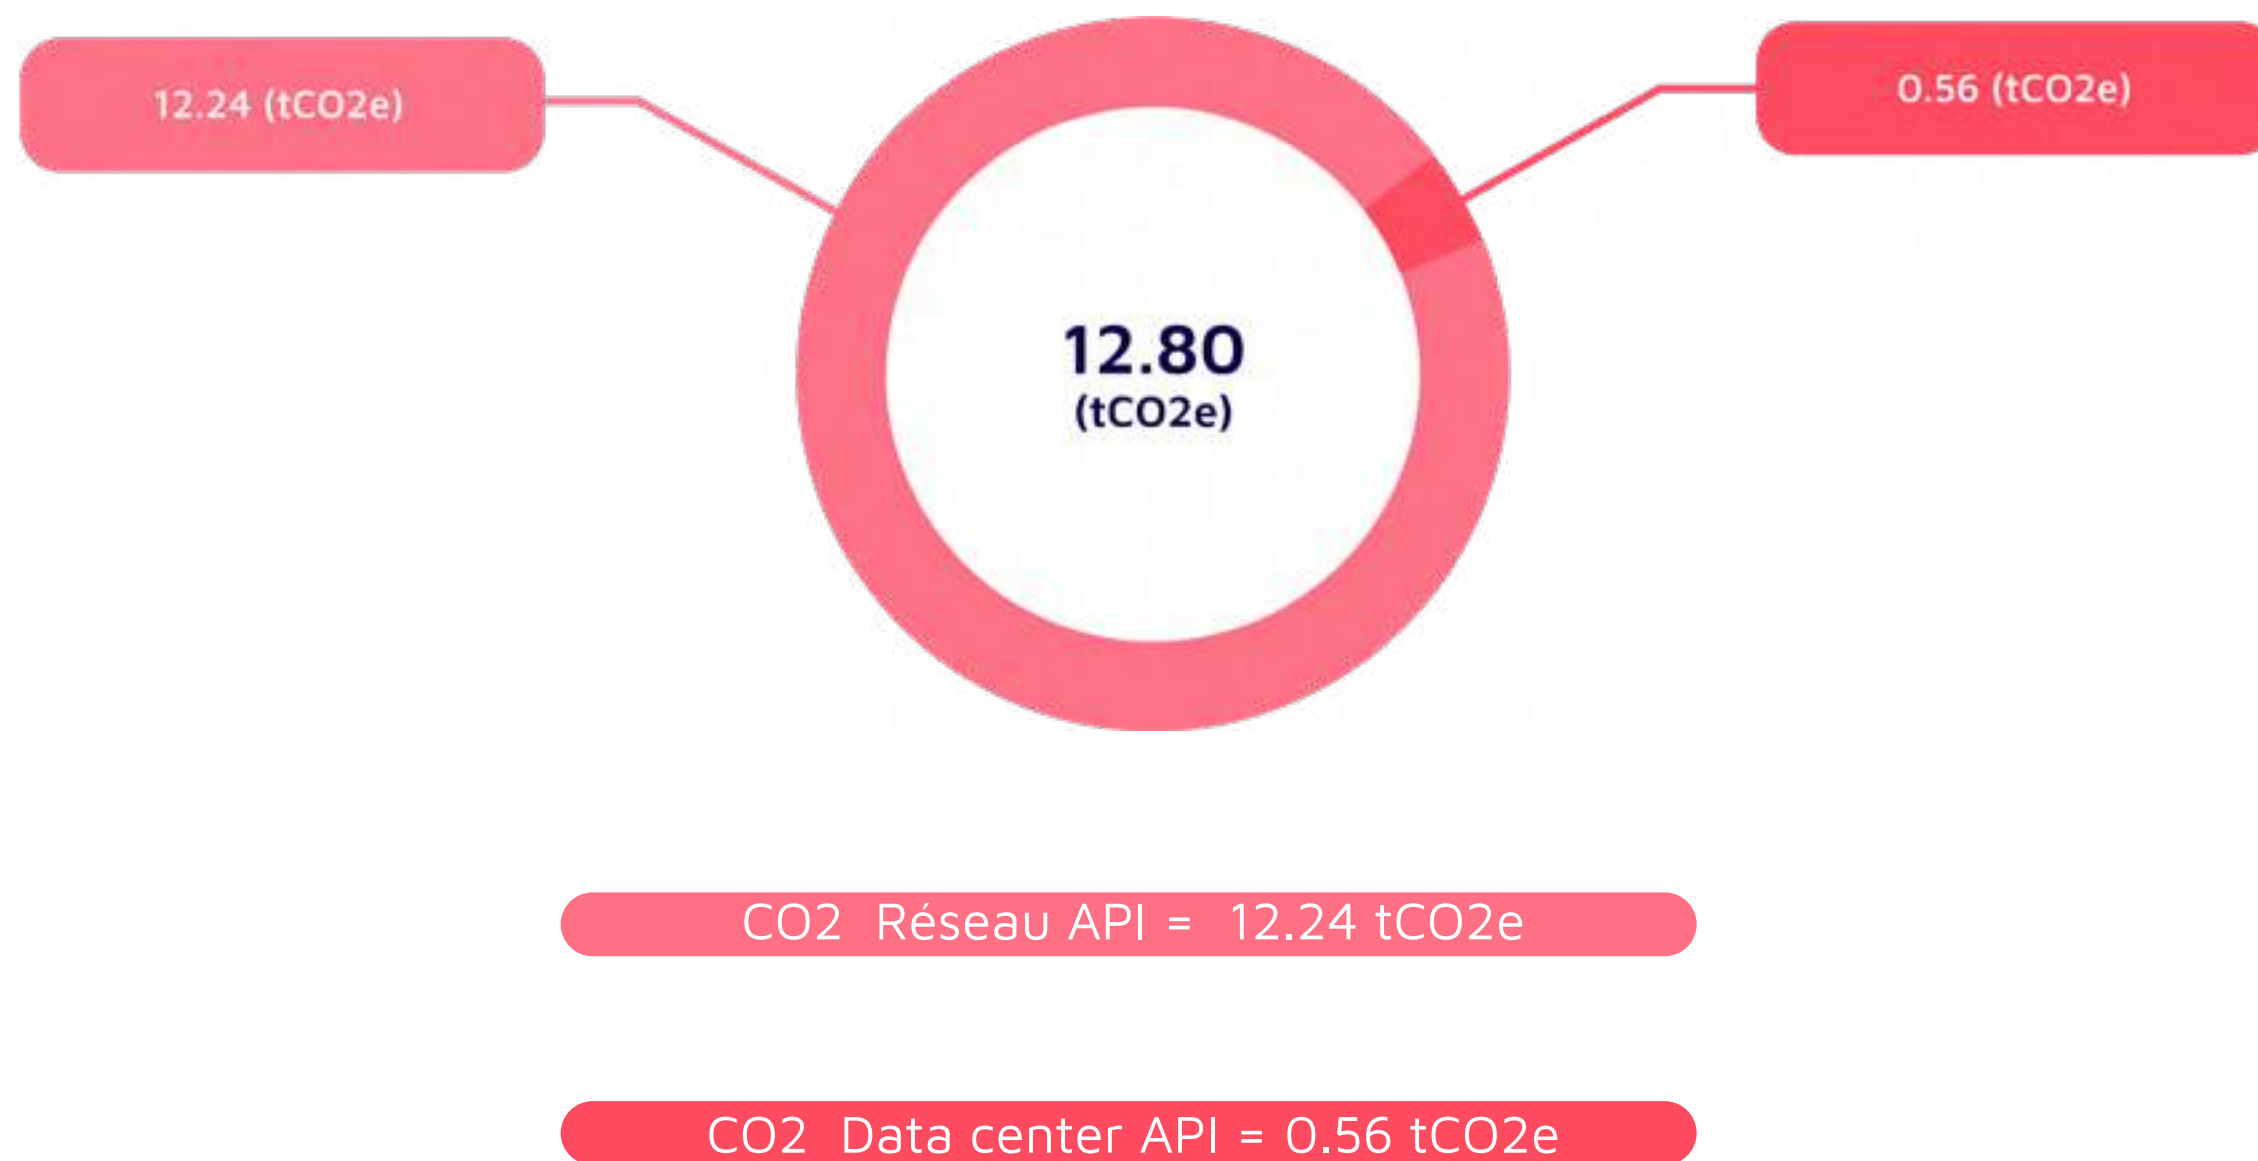 12.24 (tCO2e)
0.56 (tCO2e)
12.80
(tCO2e)
CO2 Réseau API = 12.24 tCO2e
CO2 Data center API = 0.56 tCO2e